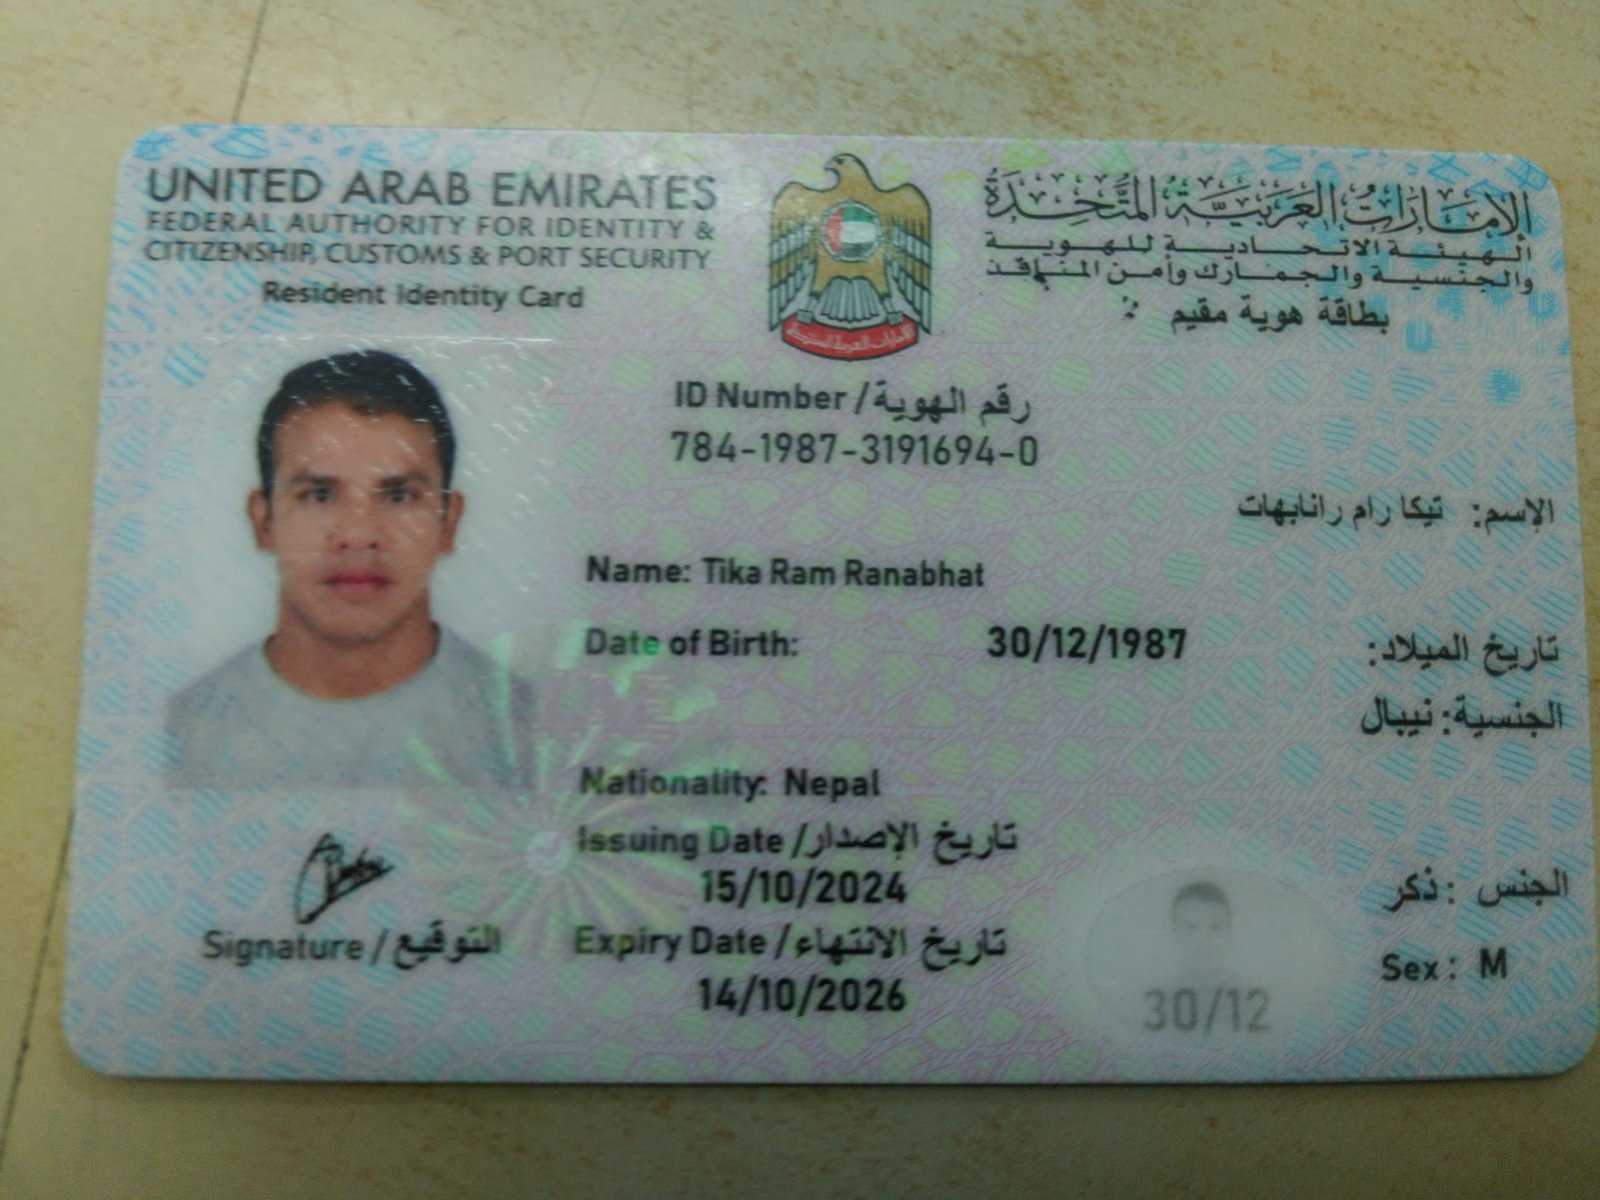 UNITED ARAB EMIRATES
FEDERAL AUTHORITY FOR IDENTITY &
CITIZENSHIP, CUSTOMS & PORT SECURITY
Resident Identity Card
الإمارات العربية المتحدة
الهيئة الاتحادية للهوية
والجنسية والجمارك وأمن المنافذ
بطاقة هوية مقيم
الإمارات العربية المتحدة
ID Number / رقم الهوية
784-1987-3191694-0
الإسم: تيكا رام رانابهات
Name: Tika Ram Ranabhat
Date of Birth: 30/12/1987 تاريخ الميلاد:
الجنسية: نيبال
Nationality: Nepal
Issuing Date / تاريخ الإصدار
15/10/2024
الجنس : ذكر
Signature / التوقيع
Expiry Date / تاريخ الانتهاء
14/10/2026
Sex : M
30/12